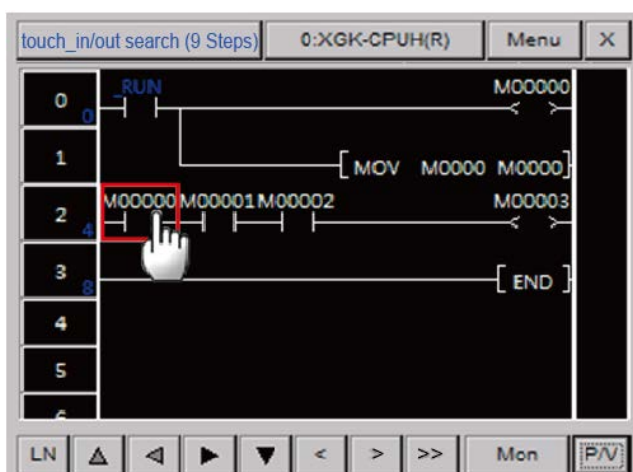 touch_in/out search (9 Steps) 0:XGK-CPUH(R) Menu X
0 0 _RUN M00000
1 MOV M0000 M0000
2 4 M00000 M00001 M00002 M00003
3 8 END
4
5
LN < > >> Mon P/V